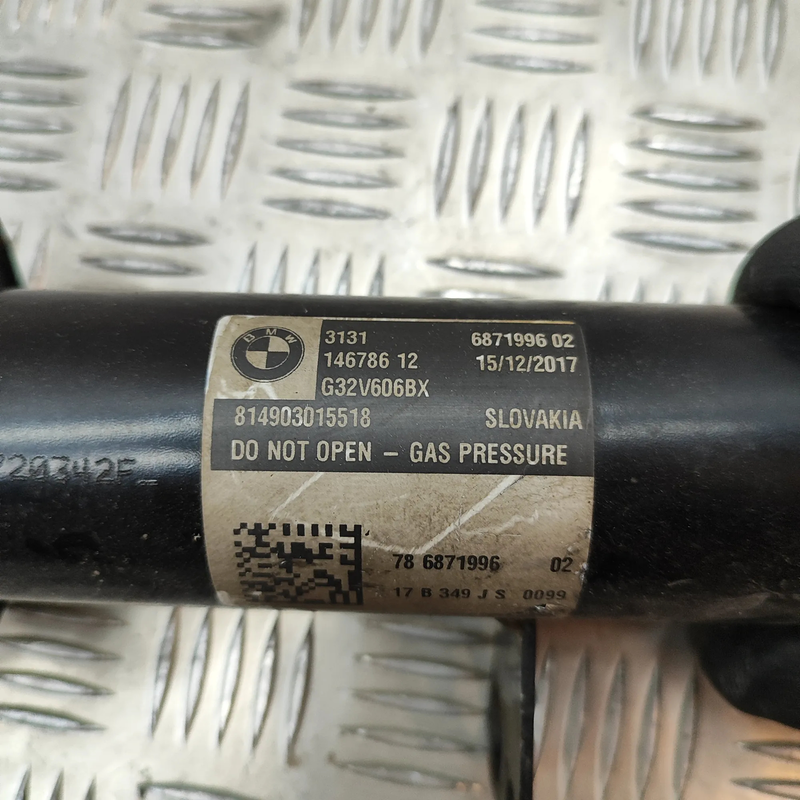 BMW
3131 6871996 02
146786 12 15/12/2017
G32V606BX
814903015518 SLOVAKIA
DO NOT OPEN - GAS PRESSURE
78 6871996 02
17 B 349 J S 0099